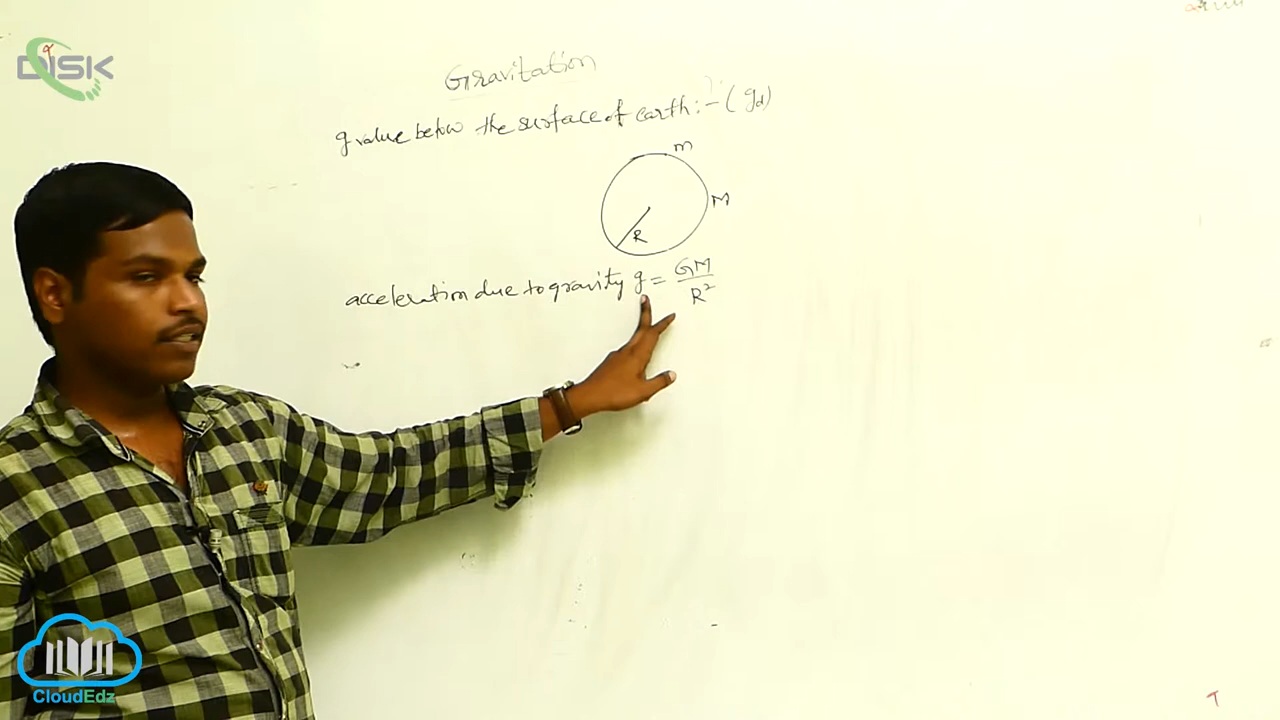 DISK
Gravitation
g value below the surface of earth :- (gd)
m
M
R
acceleration due to gravity g = GM/R²
CloudEdz
T